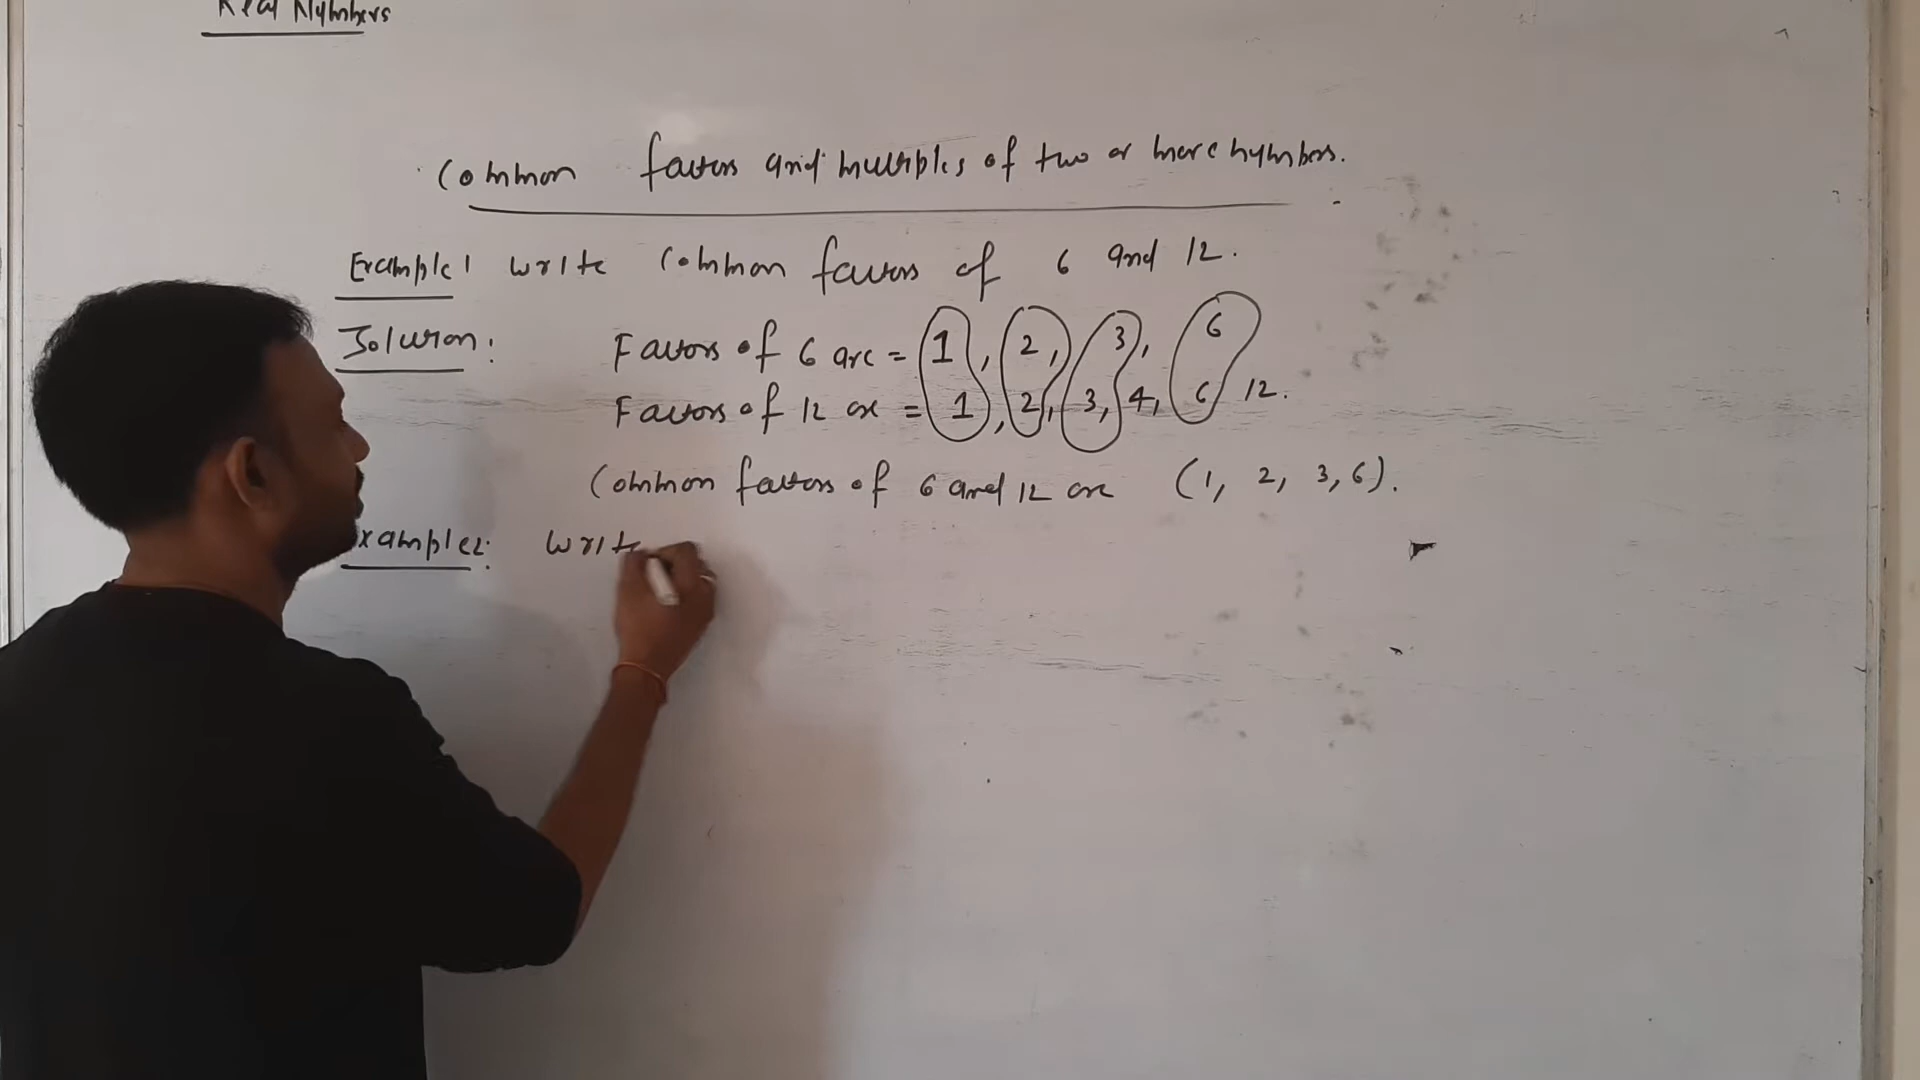 Real Numbers
Common factors and multiples of two or more numbers.
Example 1 write common factors of 6 and 12.
Solution: Factors of 6 are = 1, 2, 3, 6
Factors of 12 are = 1, 2, 3, 4, 6 12.
Common factors of 6 and 12 are (1, 2, 3, 6).
xample 2: write